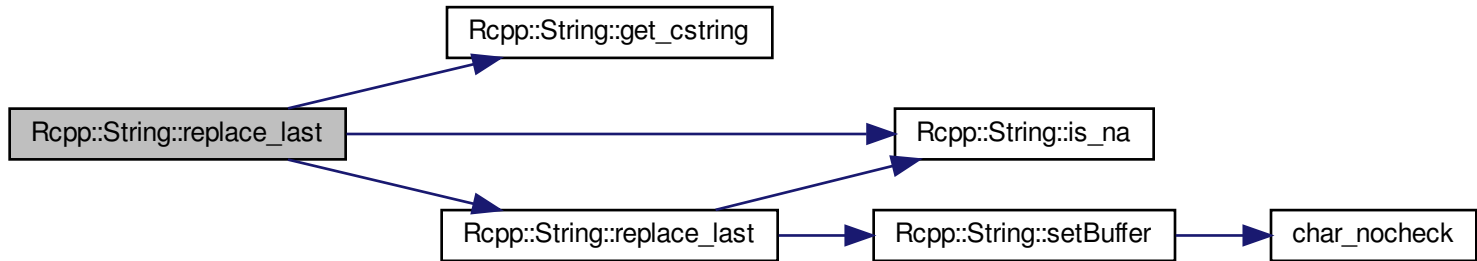 Rcpp::String::get_cstring
Rcpp::String::replace_last
Rcpp::String::is_na
Rcpp::String::replace_last
Rcpp::String::setBuffer
char_nocheck